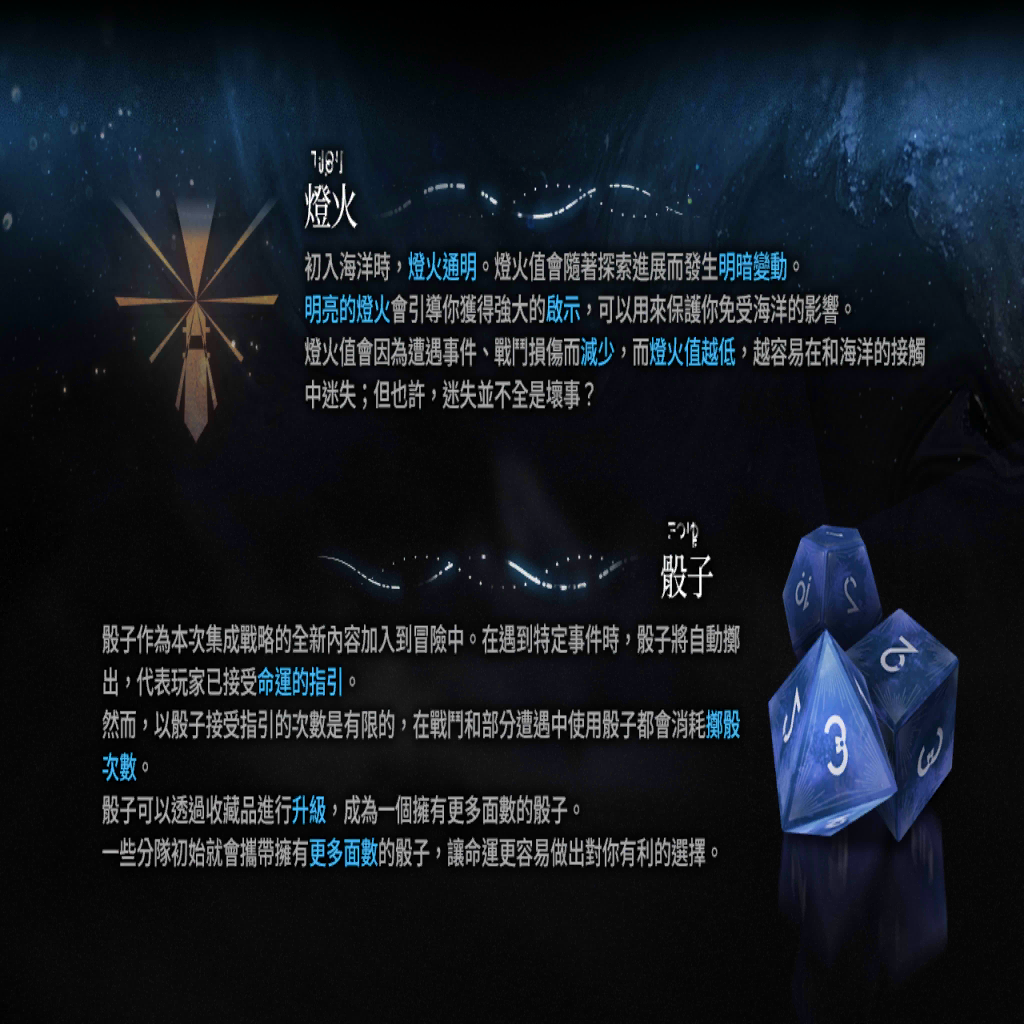 燈火
初入海洋時，燈火通明。燈火值會隨著探索進展而發生明暗變動。
明亮的燈火會引導你獲得強大的啟示，可以用來保護你免受海洋的影響。
燈火值會因為遭遇事件、戰鬥損傷而減少，而燈火值越低，越容易在和海洋的接觸
中迷失；但也許，迷失並不全是壞事？
骰子
骰子作為本次集成戰略的全新內容加入到冒險中。在遇到特定事件時，骰子將自動擲
出，代表玩家已接受命運的指引。
然而，以骰子接受指引的次數是有限的，在戰鬥和部分遭遇中使用骰子都會消耗擲骰
次數。
骰子可以透過收藏品進行升級，成為一個擁有更多面數的骰子。
一些分隊初始就會攜帶擁有更多面數的骰子，讓命運更容易做出對你有利的選擇。
10
2
2
5
3
3